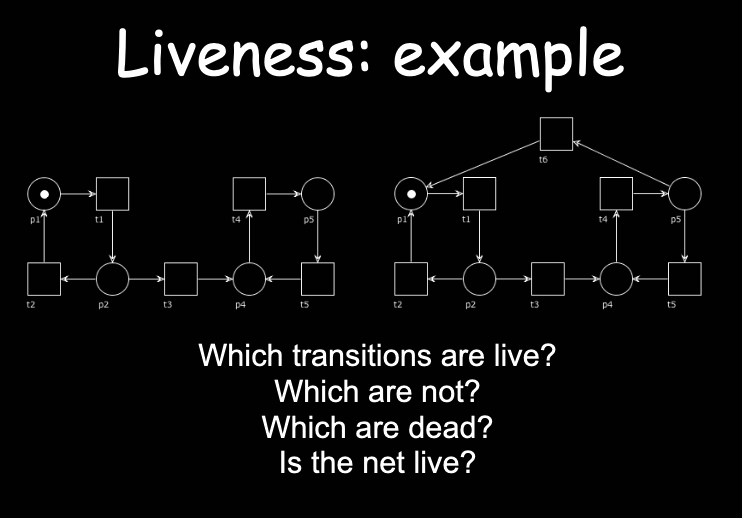 Liveness: example
t6
p1 t1 t4 p5 p1 t1 t4 p5
t2 p2 t3 p4 t5 t2 p2 t3 p4 t5
Which transitions are live?
Which are not?
Which are dead?
Is the net live?